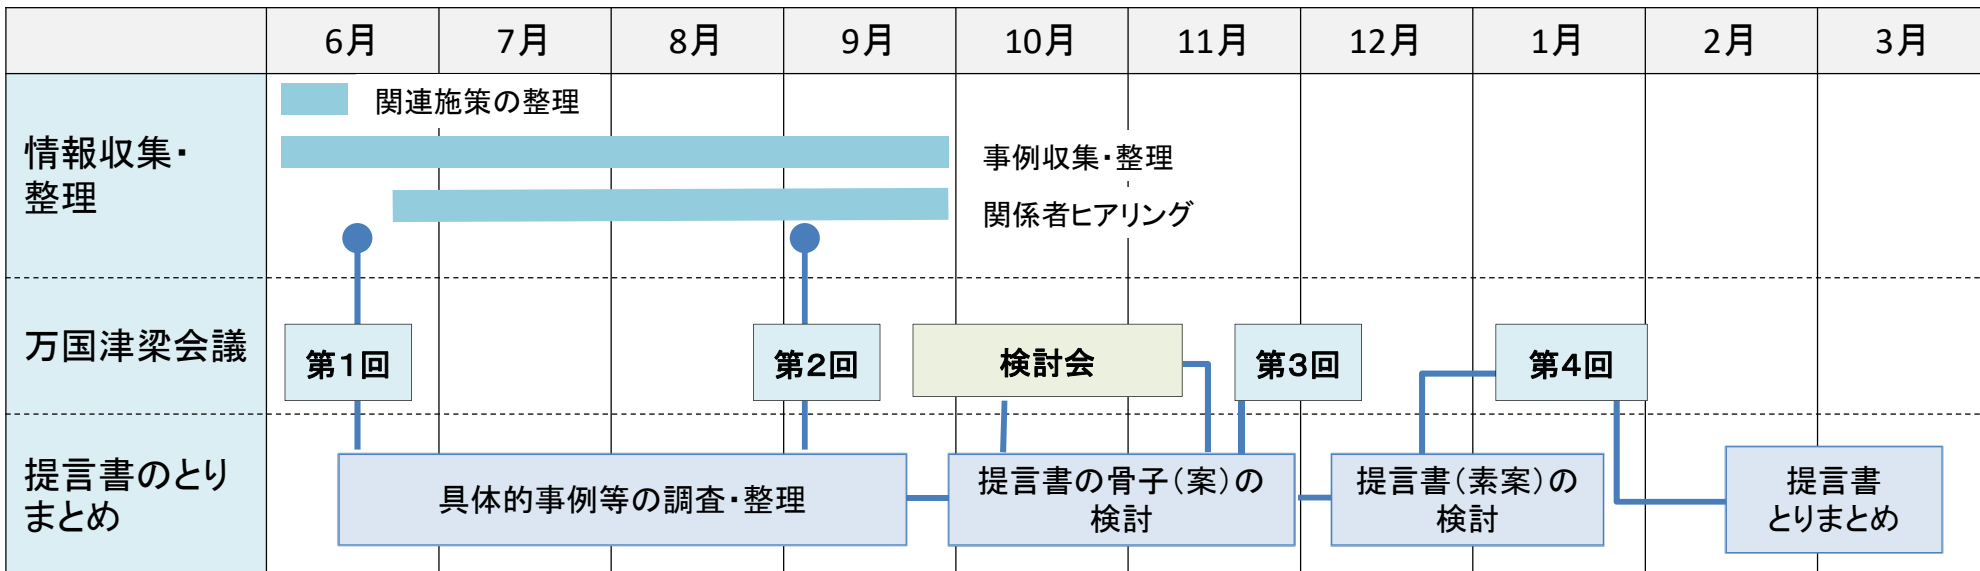 6月 7月 8月 9月 10月 11月 12月 1月 2月 3月
情報収集・
整理
関連施策の整理
事例収集・整理
関係者ヒアリング
万国津梁会議
第1回
第2回
検討会
第3回
第4回
提言書のとり
まとめ
具体的事例等の調査・整理
提言書の骨子(案)の
検討
提言書(素案)の
検討
提言書
とりまとめ